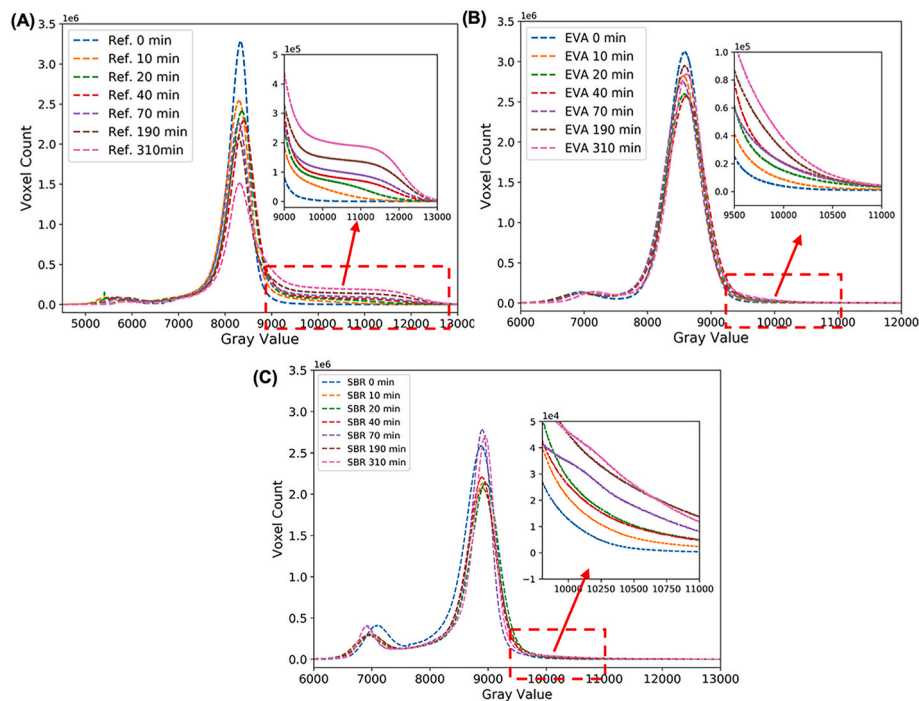 (A)
1e6
3.5
3.0
2.5
2.0
1.5
1.0
0.5
0.0
Voxel Count
Ref. 0 min
Ref. 10 min
Ref. 20 min
Ref. 40 min
Ref. 70 min
Ref. 190 min
Ref. 310min
1e5
5
4
3
2
1
0
9000 10000 11000 12000 13000
5000 6000 7000 8000 9000 10000 11000 12000 13000
Gray Value
(B)
1e6
3.5
3.0
2.5
2.0
1.5
1.0
0.5
0.0
Voxel Count
EVA 0 min
EVA 10 min
EVA 20 min
EVA 40 min
EVA 70 min
EVA 190 min
EVA 310 min
1e5
1.0
0.8
0.6
0.4
0.2
0.0
9500 10000 10500 11000
6000 7000 8000 9000 10000 11000 12000
Gray Value
(C)
1e6
3.5
3.0
2.5
2.0
1.5
1.0
0.5
0.0
Voxel Count
SBR 0 min
SBR 10 min
SBR 20 min
SBR 40 min
SBR 70 min
SBR 190 min
SBR 310 min
1e4
5
4
3
2
1
0
−1
10000 10250 10500 10750 11000
6000 7000 8000 9000 10000 11000 12000 13000
Gray Value